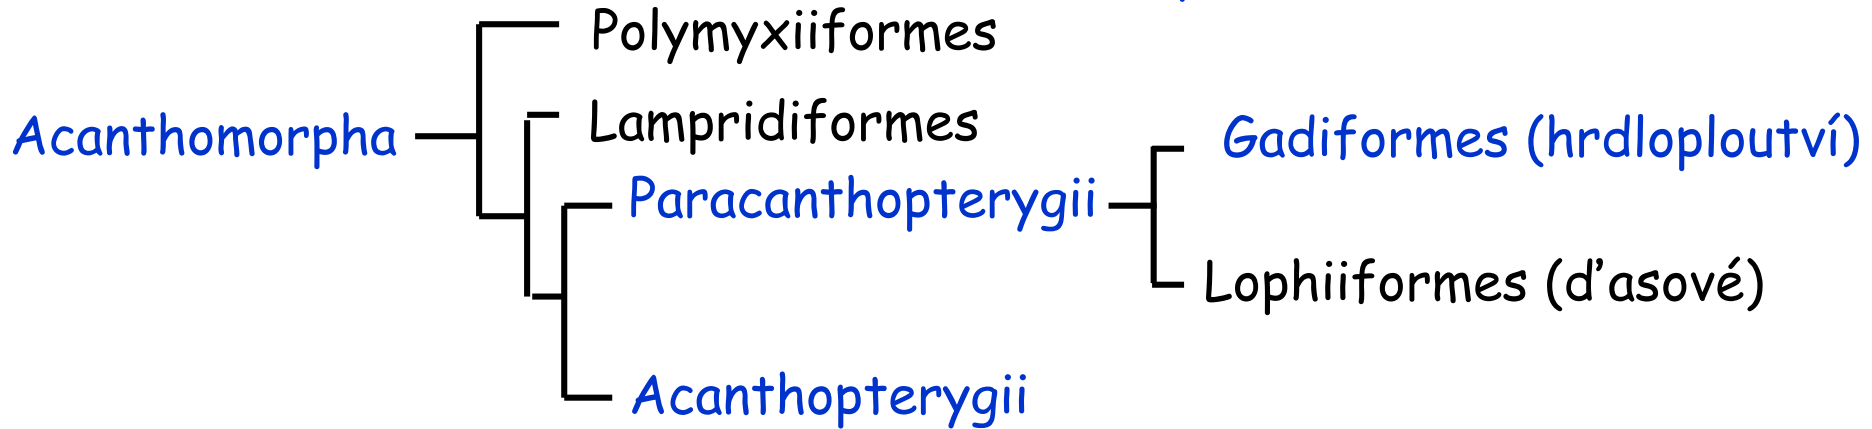 Polymyxiiformes
Lampridiformes
Acanthomorpha
Gadiformes (hrdloploutví)
Paracanthopterygii
Lophiiformes (ďasové)
Acanthopterygii